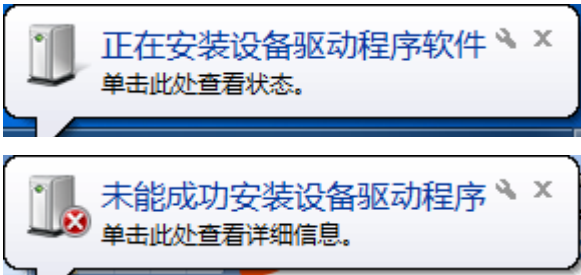 正在安装设备驱动程序软件
单击此处查看状态。
未能成功安装设备驱动程序
单击此处查看详细信息。